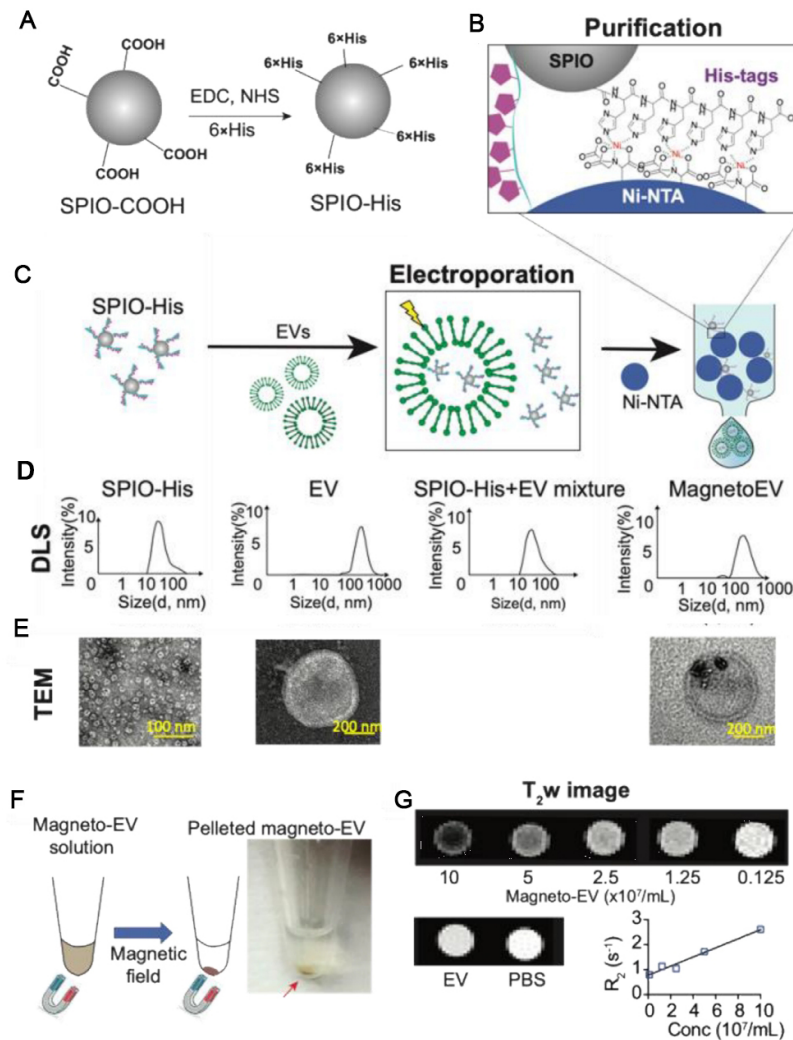 A
COOH
COOH
COOH
COOH
SPIO-COOH
EDC, NHS
6×His
6×His
6×His
6×His
6×His
6×His
SPIO-His
B
Purification
SPIO
His-tags
Ni
Ni
Ni
Ni-NTA
C
SPIO-His
EVs
Electroporation
Ni-NTA
D
DLS
SPIO-His
Intensity(%)
10
5
0
1 10 100
Size(d, nm)
EV
Intensity(%)
10
5
0
1 10 100 1000
Size(d, nm)
SPIO-His+EV mixture
Intensity(%)
10
5
0
1 10 100 1000
Size(d, nm)
MagnetoEV
Intensity(%)
10
5
0
1 10 100 1000
Size(d, nm)
E
TEM
100 nm
200 nm
200 nm
F
Magneto-EV
solution
Magnetic
field
Pelleted magneto-EV
G
T₂w image
10 5 2.5 1.25 0.125
Magneto-EV (x10⁷/mL)
EV PBS
R₂ (s⁻¹)
3
2
1
0
0 2 4 6 8 10
Conc (10⁷/mL)